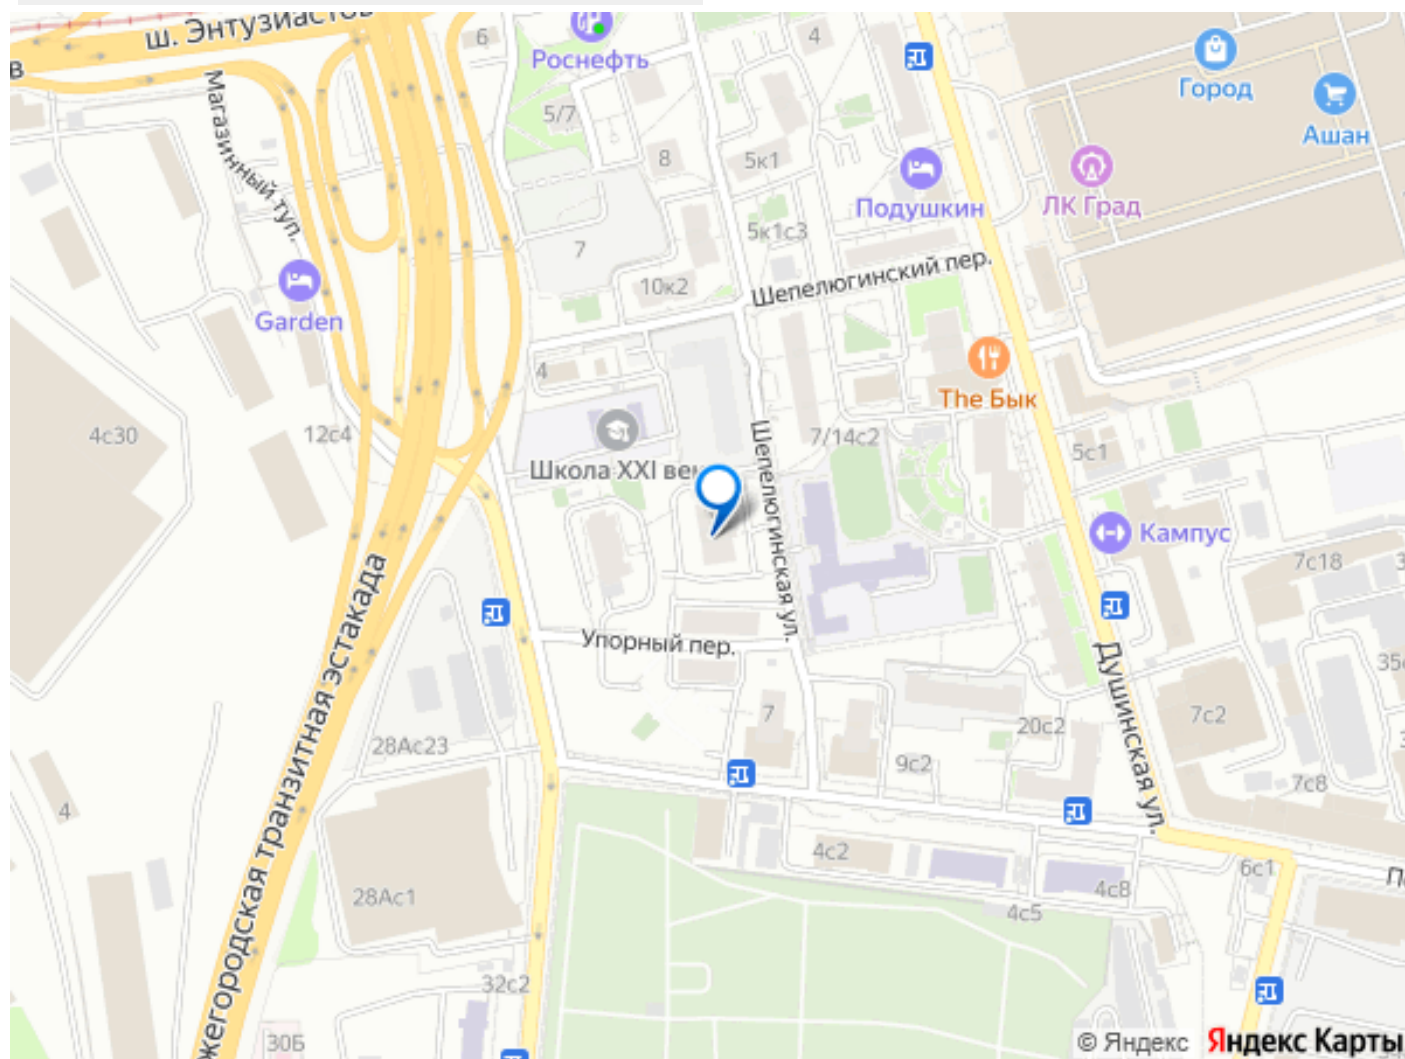 ш. Энтузиастов
в
6
Роснефть
4
Город
Ашан
Магазинный туп.
5/7
8
5к1
Подушкин
ЛК Град
5к1с3
7
10к2
Шепелюгинский пер.
Garden
4
The Бык
4с30
12с4
Школа XXI век
Шепелюгинская ул.
7/14с2
5с1
Кампус
7с18
3
Упорный пер.
жегородская транзитная эстакада
Душинская ул.
35
7
28Ас23
20с2
7с2
9с2
3
7с8
4
4с2
28Ас1
4с8
6с1
4с5
32с2
30Б
© Яндекс Яндекс Карты